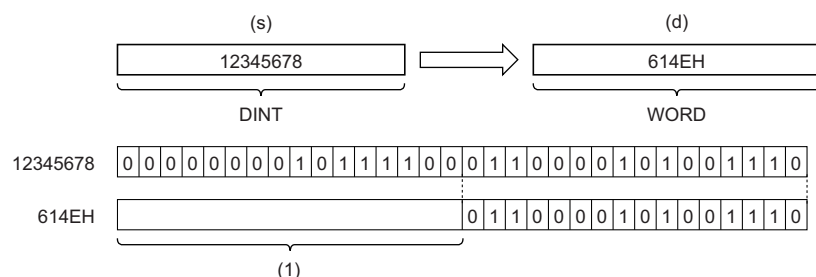 (s) (d)
12345678 614EH
DINT WORD
12345678 0 0 0 0 0 0 0 0 1 0 1 1 1 1 0 0 0 1 1 0 0 0 0 1 0 1 0 0 1 1 1 0
614EH 0 1 1 0 0 0 0 1 0 1 0 0 1 1 1 0
(1)